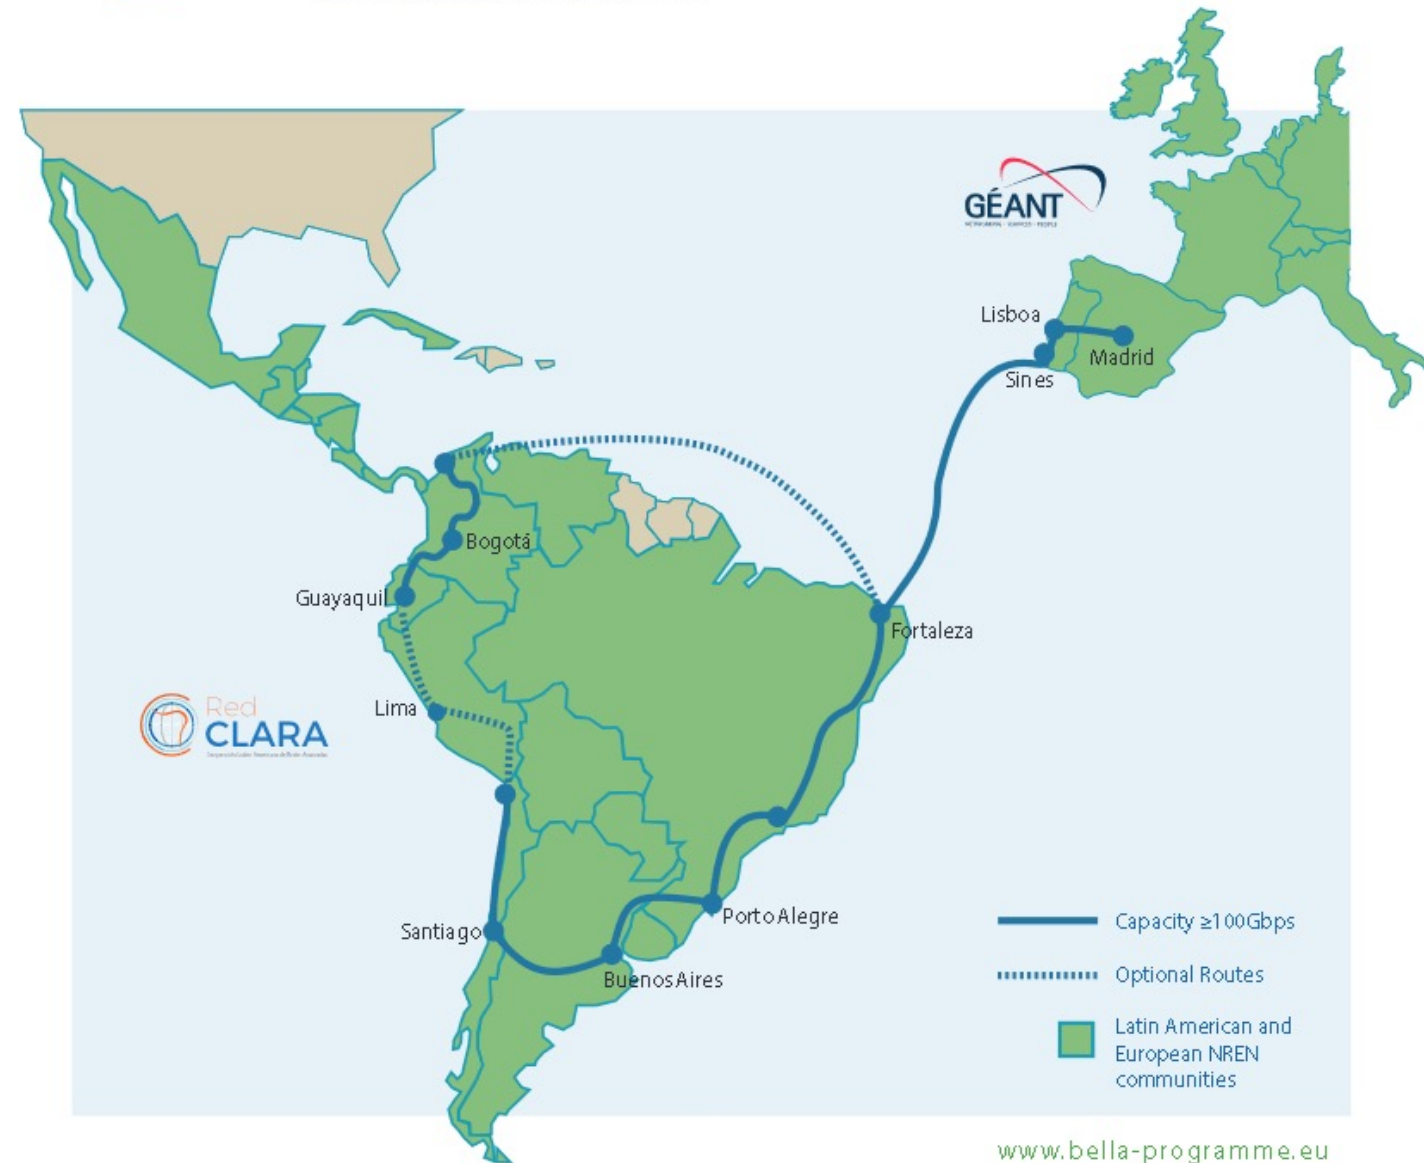 GÉANT
Lisboa
Madrid
Sines
Bogotá
Guayaquil
Fortaleza
Red
CLARA
Lima
Porto Alegre
Santiago
Buenos Aires
Capacity ≥100Gbps
Optional Routes
Latin American and
European NREN
communities
www.bella-programme.eu